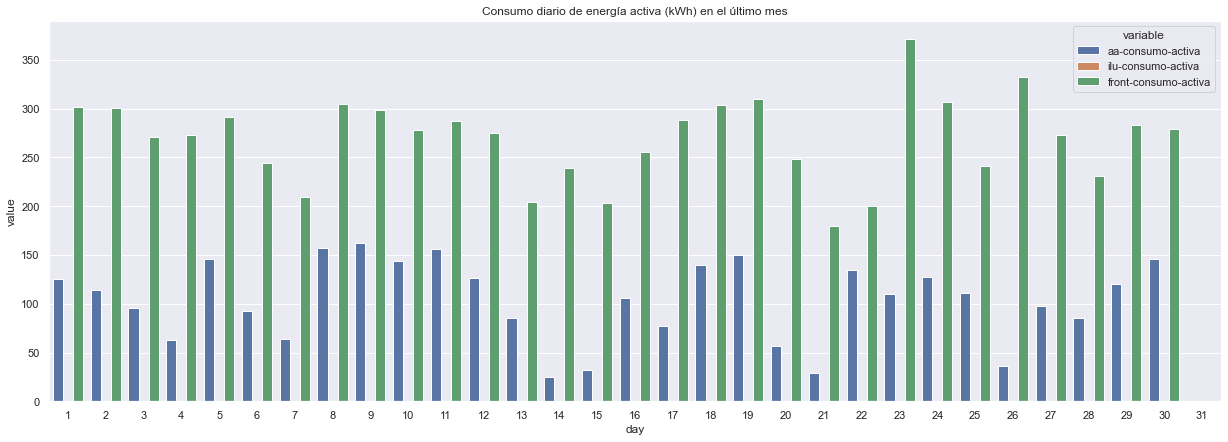 Consumo diario de energía activa (kWh) en el último mes
variable
aa-consumo-activa
ilu-consumo-activa
front-consumo-activa
350
300
250
200
150
100
50
0
value
1 2 3 4 5 6 7 8 9 10 11 12 13 14 15 16 17 18 19 20 21 22 23 24 25 26 27 28 29 30 31
day